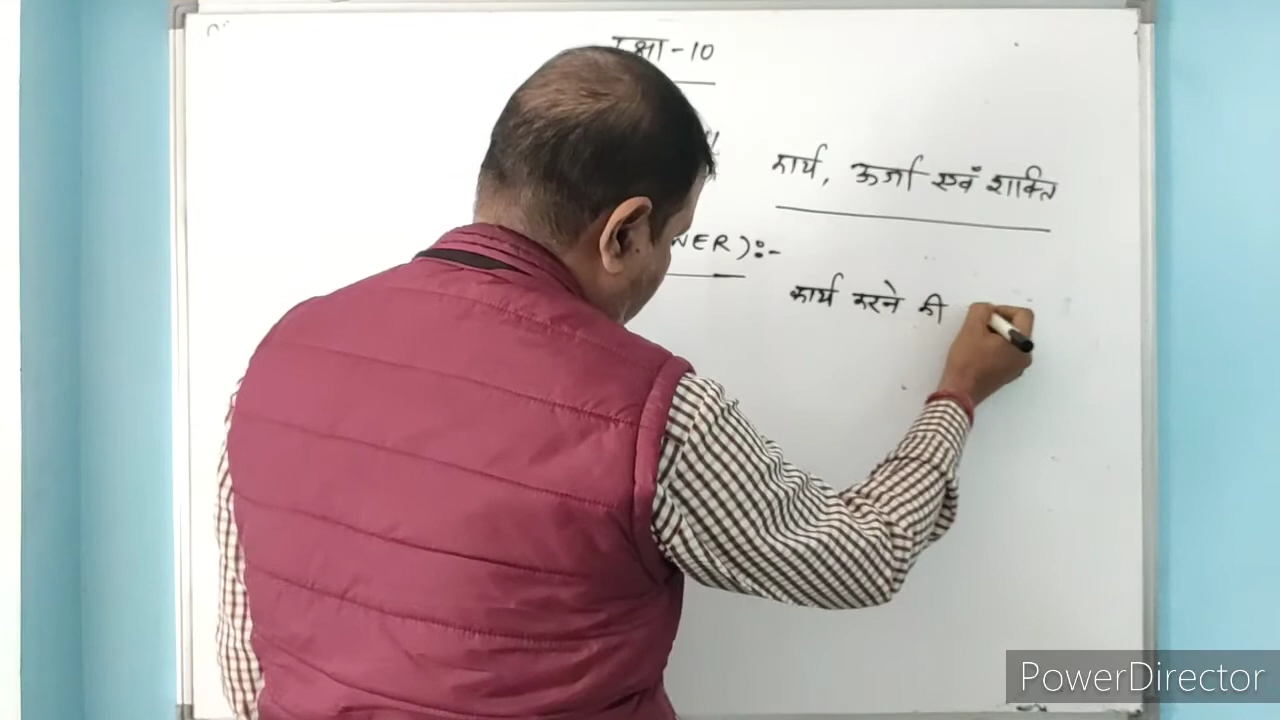 कक्षा - 10
कार्य, ऊर्जा एवं शक्ति
WER) :-
कार्य करने की
PowerDirector